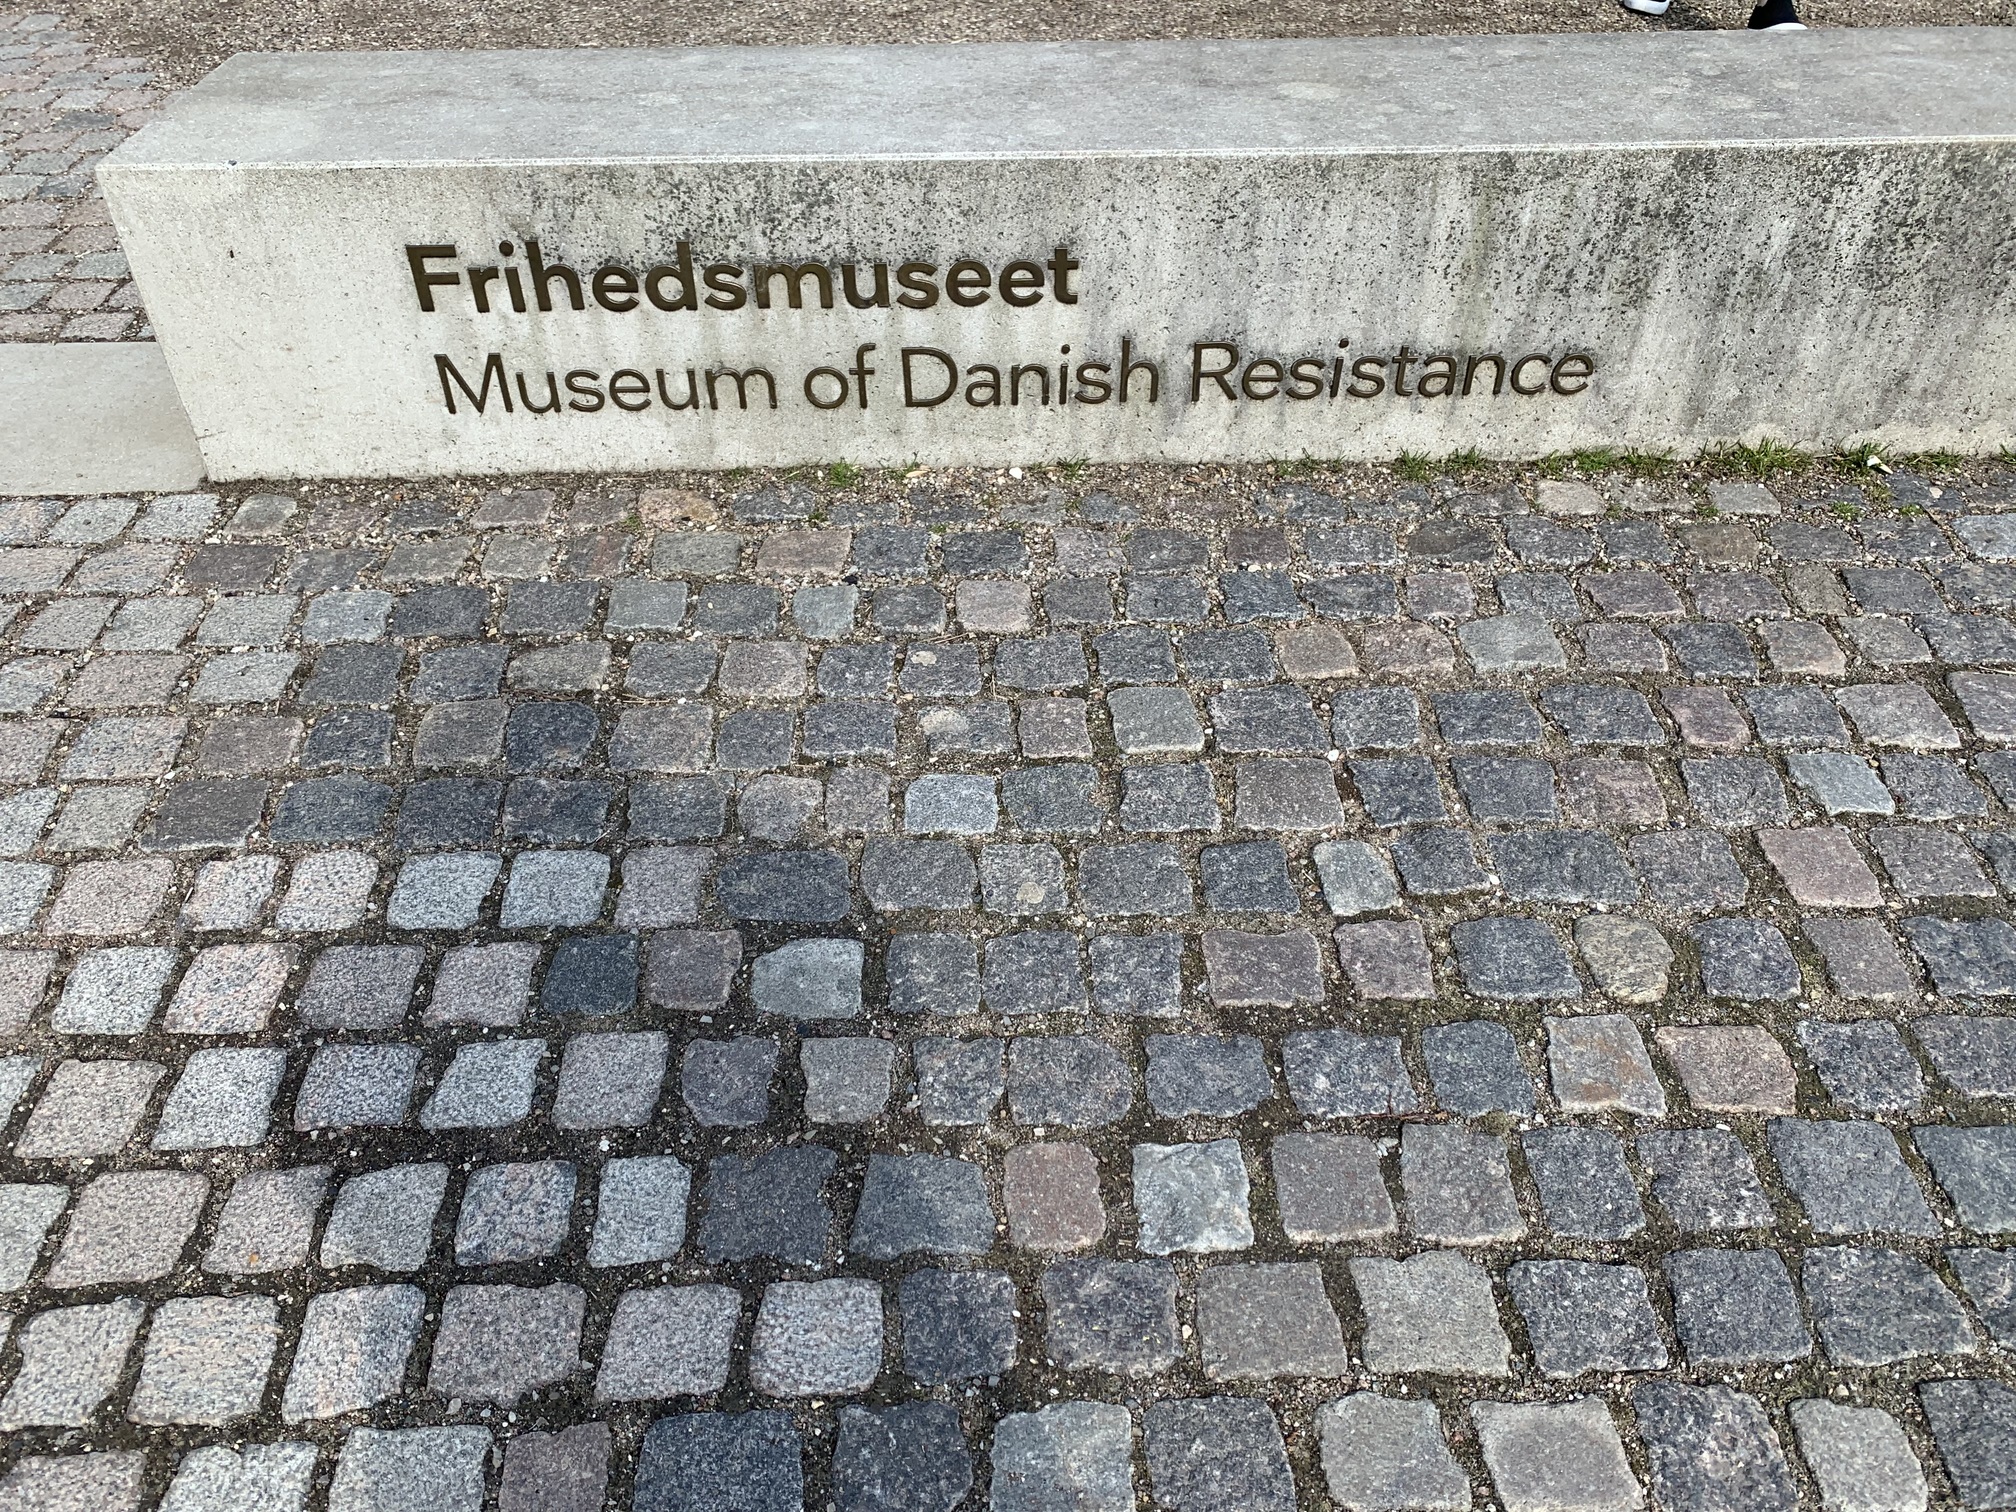 Frihedsmuseet
Museum of Danish Resistance